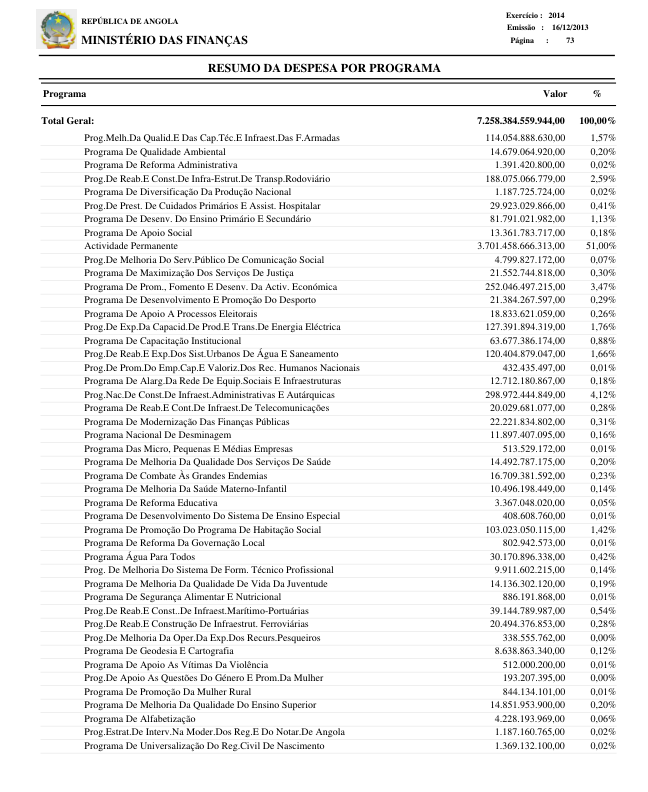 REPÚBLICA DE ANGOLA
MINISTÉRIO DAS FINANÇAS
Exercício : 2014
Emissão : 16/12/2013
Página : 73
RESUMO DA DESPESA POR PROGRAMA
Programa Valor %
Total Geral: 7.258.384.559.944,00 100,00%
Prog.Melh.Da Qualid.E Das Cap.Téc.E Infraest.Das F.Armadas 114.054.888.630,00 1,57%
Programa De Qualidade Ambiental 14.679.064.920,00 0,20%
Programa De Reforma Administrativa 1.391.420.800,00 0,02%
Prog.De Reab.E Const.De Infra-Estrut.De Transp.Rodoviário 188.075.066.779,00 2,59%
Programa De Diversificação Da Produção Nacional 1.187.725.724,00 0,02%
Prog.De Prest. De Cuidados Primários E Assist. Hospitalar 29.923.029.866,00 0,41%
Programa De Desenv. Do Ensino Primário E Secundário 81.791.021.982,00 1,13%
Programa De Apoio Social 13.361.783.717,00 0,18%
Actividade Permanente 3.701.458.666.313,00 51,00%
Prog.De Melhoria Do Serv.Público De Comunicação Social 4.799.827.172,00 0,07%
Programa De Maximização Dos Serviços De Justiça 21.552.744.818,00 0,30%
Programa De Prom., Fomento E Desenv. Da Activ. Económica 252.046.497.215,00 3,47%
Programa De Desenvolvimento E Promoção Do Desporto 21.384.267.597,00 0,29%
Programa De Apoio A Processos Eleitorais 18.833.621.059,00 0,26%
Prog.De Exp.Da Capacid.De Prod.E Trans.De Energia Eléctrica 127.391.894.319,00 1,76%
Programa De Capacitação Institucional 63.677.386.174,00 0,88%
Prog.De Reab.E Exp.Dos Sist.Urbanos De Água E Saneamento 120.404.879.047,00 1,66%
Prog.De Prom.Do Emp.Cap.E Valoriz.Dos Rec. Humanos Nacionais 432.435.497,00 0,01%
Programa De Alarg.Da Rede De Equip.Sociais E Infraestruturas 12.712.180.867,00 0,18%
Prog.Nac.De Const.De Infraest.Administrativas E Autárquicas 298.972.444.849,00 4,12%
Programa De Reab.E Cont.De Infraest.De Telecomunicações 20.029.681.077,00 0,28%
Programa De Modernização Das Finanças Públicas 22.221.834.802,00 0,31%
Programa Nacional De Desminagem 11.897.407.095,00 0,16%
Programa Das Micro, Pequenas E Médias Empresas 513.529.172,00 0,01%
Programa De Melhoria Da Qualidade Dos Serviços De Saúde 14.492.787.175,00 0,20%
Programa De Combate Às Grandes Endemias 16.709.381.592,00 0,23%
Programa De Melhoria Da Saúde Materno-Infantil 10.496.198.449,00 0,14%
Programa De Reforma Educativa 3.367.048.020,00 0,05%
Programa De Desenvolvimento Do Sistema De Ensino Especial 408.608.760,00 0,01%
Programa De Promoção Do Programa De Habitação Social 103.023.050.115,00 1,42%
Programa De Reforma Da Governação Local 802.942.573,00 0,01%
Programa Água Para Todos 30.170.896.338,00 0,42%
Prog. De Melhoria Do Sistema De Form. Técnico Profissional 9.911.602.215,00 0,14%
Programa De Melhoria Da Qualidade De Vida Da Juventude 14.136.302.120,00 0,19%
Programa De Segurança Alimentar E Nutricional 886.191.868,00 0,01%
Prog.De Reab.E Const..De Infraest.Marítimo-Portuárias 39.144.789.987,00 0,54%
Prog.De Reab.E Construção De Infraestrut. Ferroviárias 20.494.376.853,00 0,28%
Prog.De Melhoria Da Oper.Da Exp.Dos Recurs.Pesqueiros 338.555.762,00 0,00%
Programa De Geodesia E Cartografia 8.638.863.340,00 0,12%
Programa De Apoio As Vítimas Da Violência 512.000.200,00 0,01%
Prog.De Apoio As Questões Do Género E Prom.Da Mulher 193.207.395,00 0,00%
Programa De Promoção Da Mulher Rural 844.134.101,00 0,01%
Programa De Melhoria Da Qualidade Do Ensino Superior 14.851.953.900,00 0,20%
Programa De Alfabetização 4.228.193.969,00 0,06%
Prog.Estrat.De Interv.Na Moder.Dos Reg.E Do Notar.De Angola 1.187.160.765,00 0,02%
Programa De Universalização Do Reg.Civil De Nascimento 1.369.132.100,00 0,02%